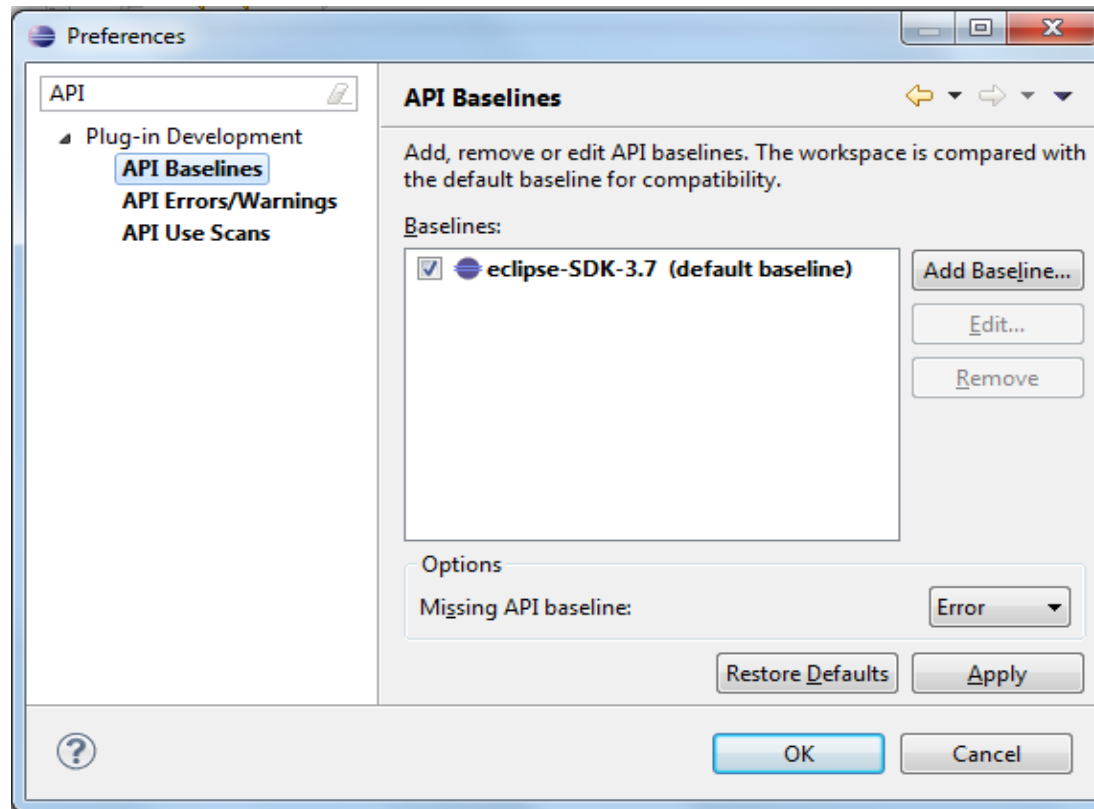 Preferences
API
Plug-in Development
API Baselines
API Errors/Warnings
API Use Scans
API Baselines
Add, remove or edit API baselines. The workspace is compared with
the default baseline for compatibility.
Baselines:
eclipse-SDK-3.7 (default baseline)
Add Baseline...
Edit...
Remove
Options
Missing API baseline:
Error
Restore Defaults
Apply
?
OK
Cancel